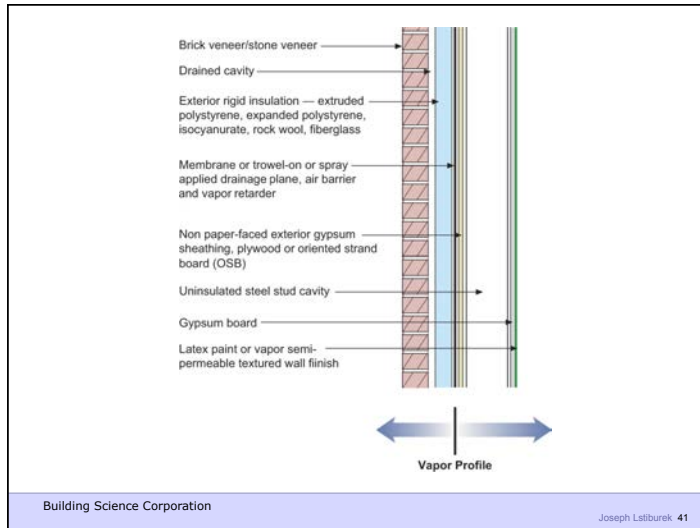 Brick veneer/stone veneer
Drained cavity
Exterior rigid insulation — extruded
polystyrene, expanded polystyrene,
isocyanurate, rock wool, fiberglass
Membrane or trowel-on or spray
applied drainage plane, air barrier
and vapor retarder
Non paper-faced exterior gypsum
sheathing, plywood or oriented strand
board (OSB)
Uninsulated steel stud cavity
Gypsum board
Latex paint or vapor semi-
permeable textured wall fiinish
Vapor Profile
Building Science Corporation
Joseph Lstiburek 41